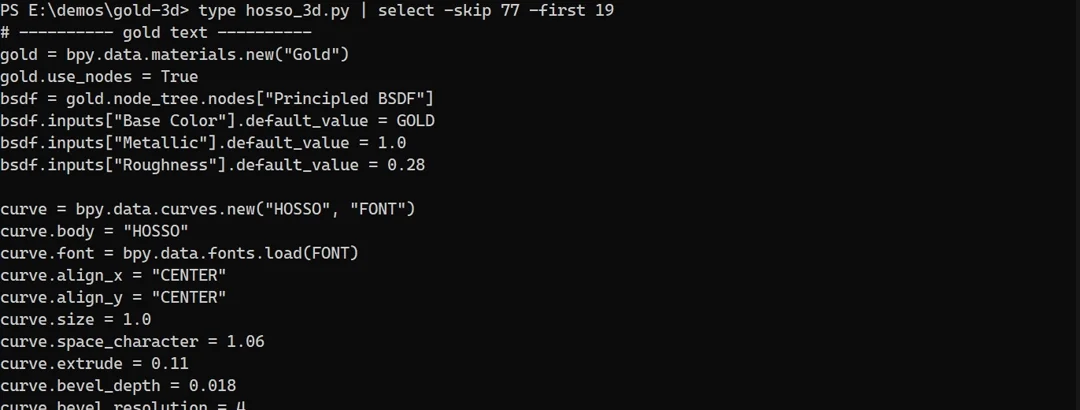 PS E:\demos\gold-3d> type hosso_3d.py | select -skip 77 -first 19
# ---------- gold text ----------
gold = bpy.data.materials.new("Gold")
gold.use_nodes = True
bsdf = gold.node_tree.nodes["Principled BSDF"]
bsdf.inputs["Base Color"].default_value = GOLD
bsdf.inputs["Metallic"].default_value = 1.0
bsdf.inputs["Roughness"].default_value = 0.28

curve = bpy.data.curves.new("HOSSO", "FONT")
curve.body = "HOSSO"
curve.font = bpy.data.fonts.load(FONT)
curve.align_x = "CENTER"
curve.align_y = "CENTER"
curve.size = 1.0
curve.space_character = 1.06
curve.extrude = 0.11
curve.bevel_depth = 0.018
curve.bevel_resolution = 4